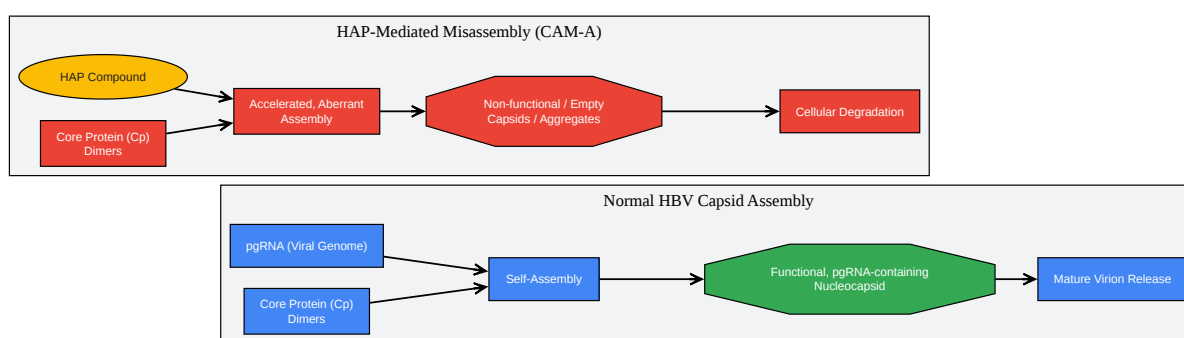 HAP-Mediated Misassembly (CAM-A)
HAP Compound
Core Protein (Cp)
Dimers
Accelerated, Aberrant
Assembly
Non-functional / Empty
Capsids / Aggregates
Cellular Degradation
Normal HBV Capsid Assembly
pgRNA (Viral Genome)
Core Protein (Cp)
Dimers
Self-Assembly
Functional, pgRNA-containing
Nucleocapsid
Mature Virion Release